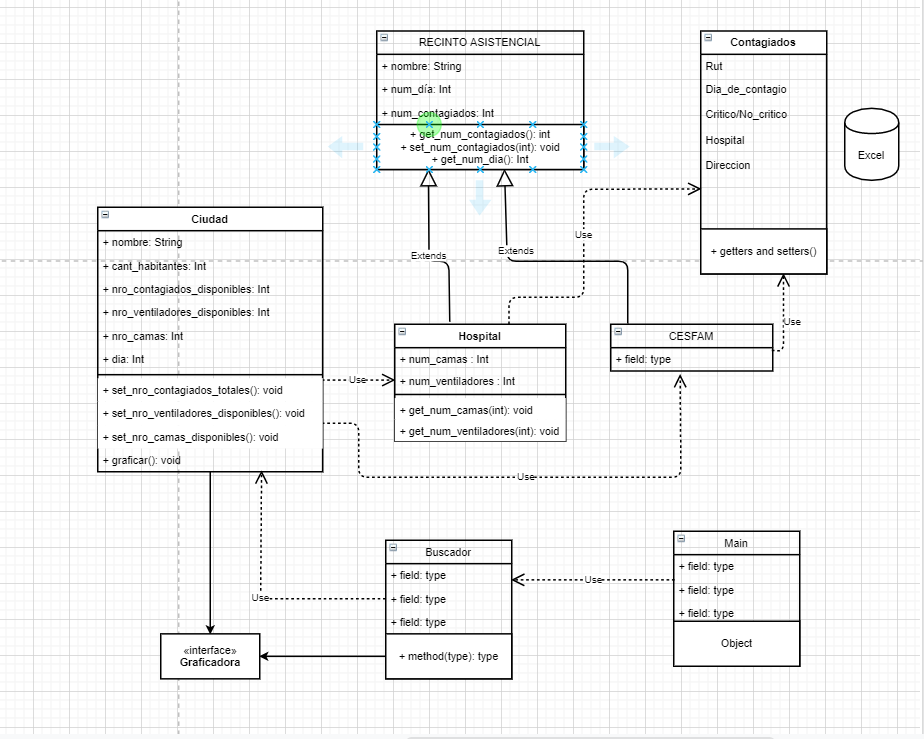 RECINTO ASISTENCIAL
+ nombre: String
+ num_día: Int
+ num_contagiados: Int
+ get_num_contagiados(): int
+ set_num_contagiados(int): void
+ get_num_dia(): Int
Contagiados
Rut
Dia_de_contagio
Critico/No_critico
Hospital
Direccion
+ getters and setters()
Excel
Ciudad
+ nombre: String
+ cant_habitantes: Int
+ nro_contagiados_disponibles: Int
+ nro_ventiladores_disponibles: Int
+ nro_camas: Int
+ dia: Int
+ set_nro_contagiados_totales(): void
+ set_nro_ventiladores_disponibles(): void
+ set_nro_camas_disponibles(): void
+ graficar(): void
Extends
Extends
Use
Use
Hospital
+ num_camas : Int
+ num_ventiladores : Int
+ get_num_camas(int): void
+ get_num_ventiladores(int): void
CESFAM
+ field: type
Use
Use
Use
Buscador
+ field: type
+ field: type
+ field: type
+ method(type): type
Use
Main
+ field: type
+ field: type
+ field: type
Object
«interface»
Graficadora